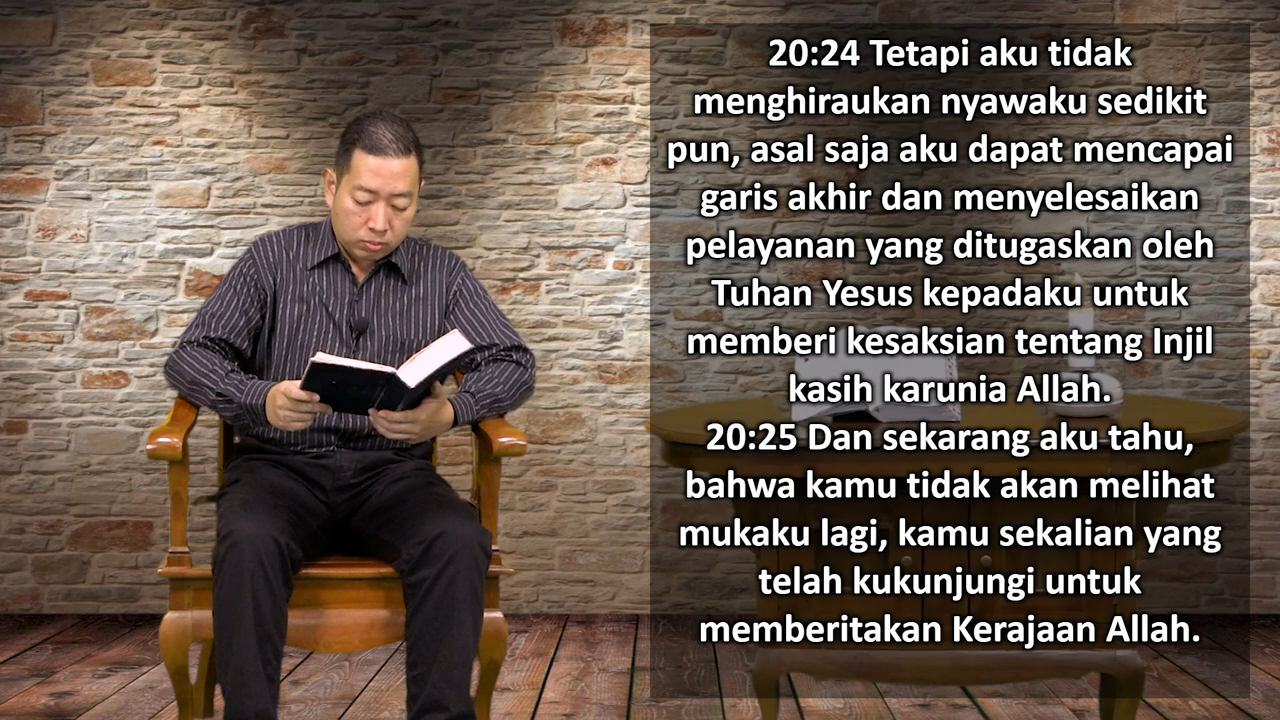 20:24 Tetapi aku tidak
menghiraukan nyawaku sedikit
pun, asal saja aku dapat mencapai
garis akhir dan menyelesaikan
pelayanan yang ditugaskan oleh
Tuhan Yesus kepadaku untuk
memberi kesaksian tentang Injil
kasih karunia Allah.
20:25 Dan sekarang aku tahu,
bahwa kamu tidak akan melihat
mukaku lagi, kamu sekalian yang
telah kukunjungi untuk
memberitakan Kerajaan Allah.